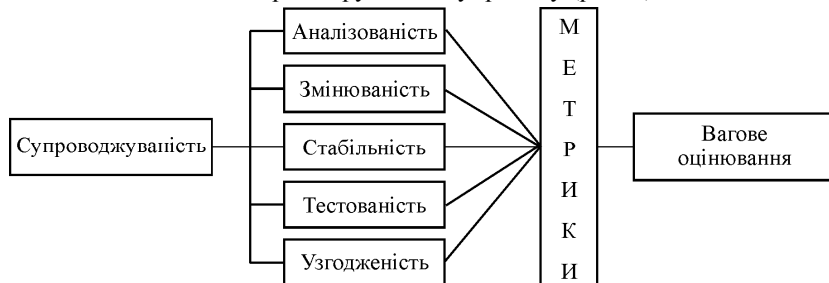 Аналізованість
Змінюваність
Супроводжуваність
Стабільність
Тестованість
Узгодженість
М
Е
Т
Р
И
К
И
Вагове
оцінювання